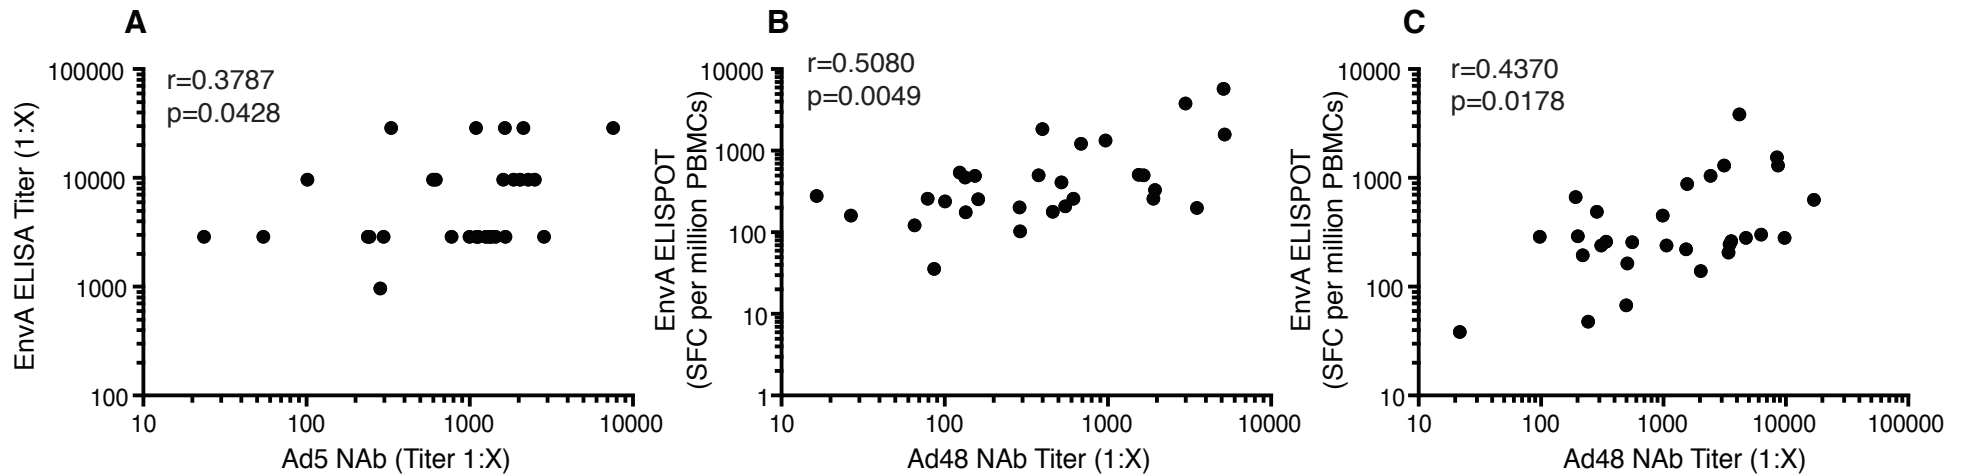 A
r=0.3787
p=0.0428
EnvA ELISA Titer (1:X)
100000
10000
1000
100
10 100 1000 10000
Ad5 NAb (Titer 1:X)
B
r=0.5080
p=0.0049
EnvA ELISPOT
(SFC per million PBMCs)
10000
1000
100
10
1
10 100 1000 10000
Ad48 NAb Titer (1:X)
C
r=0.4370
p=0.0178
EnvA ELISPOT
(SFC per million PBMCs)
10000
1000
100
10
10 100 1000 10000 100000
Ad48 NAb Titer (1:X)